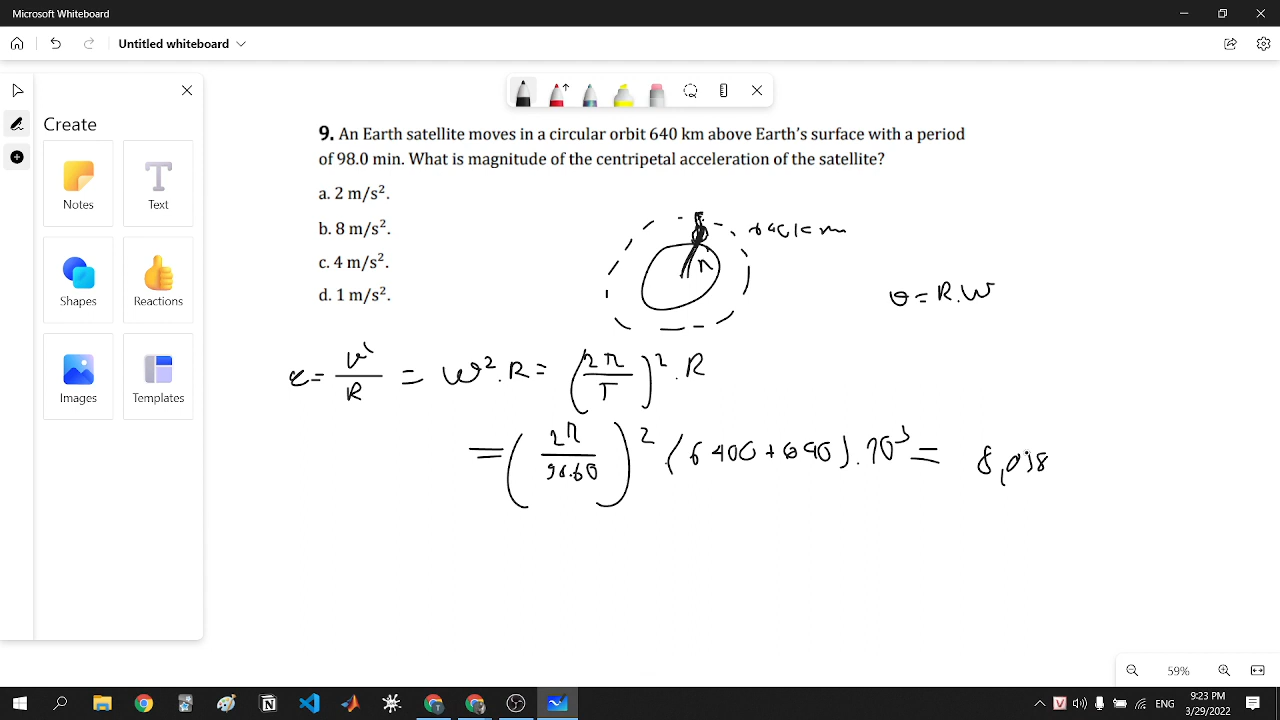 Microsoft Whiteboard
Untitled whiteboard
Create
Notes
Text
Shapes
Reactions
Images
Templates
9. An Earth satellite moves in a circular orbit 640 km above Earth's surface with a period
of 98.0 min. What is magnitude of the centripetal acceleration of the satellite?
a. 2 m/s².
b. 8 m/s².
c. 4 m/s².
d. 1 m/s².
640 km
R
v = R.W
= W².R = (2π/T)².R
= (2π/98.60)² (6400+640).10³ = 8,038
59%
ENG
9:23 PM
3/29/2022